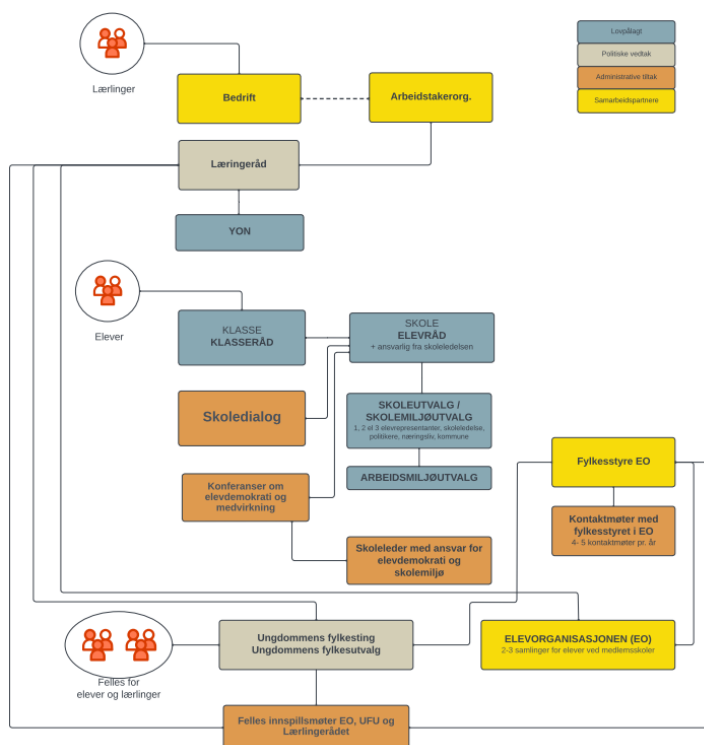 Lovpålagt
Politiske vedtak
Administrative tiltak
Samarbeidspartnere
Lærlinger
Bedrift
Arbeidstakerorg.
Læringeråd
YON
Elever
KLASSE
KLASSERÅD
SKOLE
ELEVRÅD
+ ansvarlig fra skoleledelsen
Skoledialog
SKOLEUTVALG /
SKOLEMILJØUTVALG
1, 2 el 3 elevrepresentanter, skoleledelse,
politikere, næringsliv, kommune
ARBEIDSMILJØUTVALG
Konferanser om
elevdemokrati og
medvirkning
Skoleleder med ansvar for
elevdemokrati og
skolemiljø
Fylkesstyre EO
Kontaktmøter med
fylkesstyret i EO
4- 5 kontaktmøter pr. år
Felles for
elever og lærlinger
Ungdommens fylkesting
Ungdommens fylkesutvalg
ELEVORGANISASJONEN (EO)
2-3 samlinger for elever ved medlemsskoler
Felles innspillsmøter EO, UFU og
Lærlingerådet